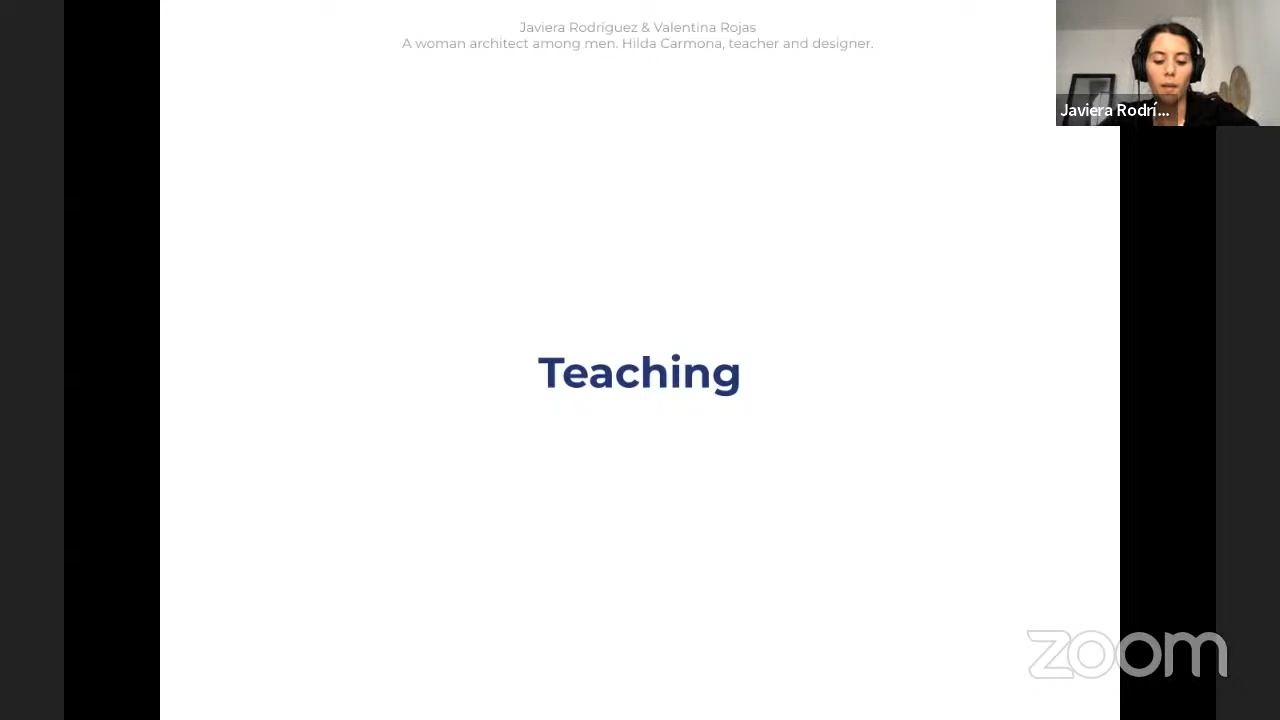 Javiera Rodríguez & Valentina Rojas
A woman architect among men. Hilda Carmona, teacher and designer.
Javiera Rodrí...
Teaching
zoom